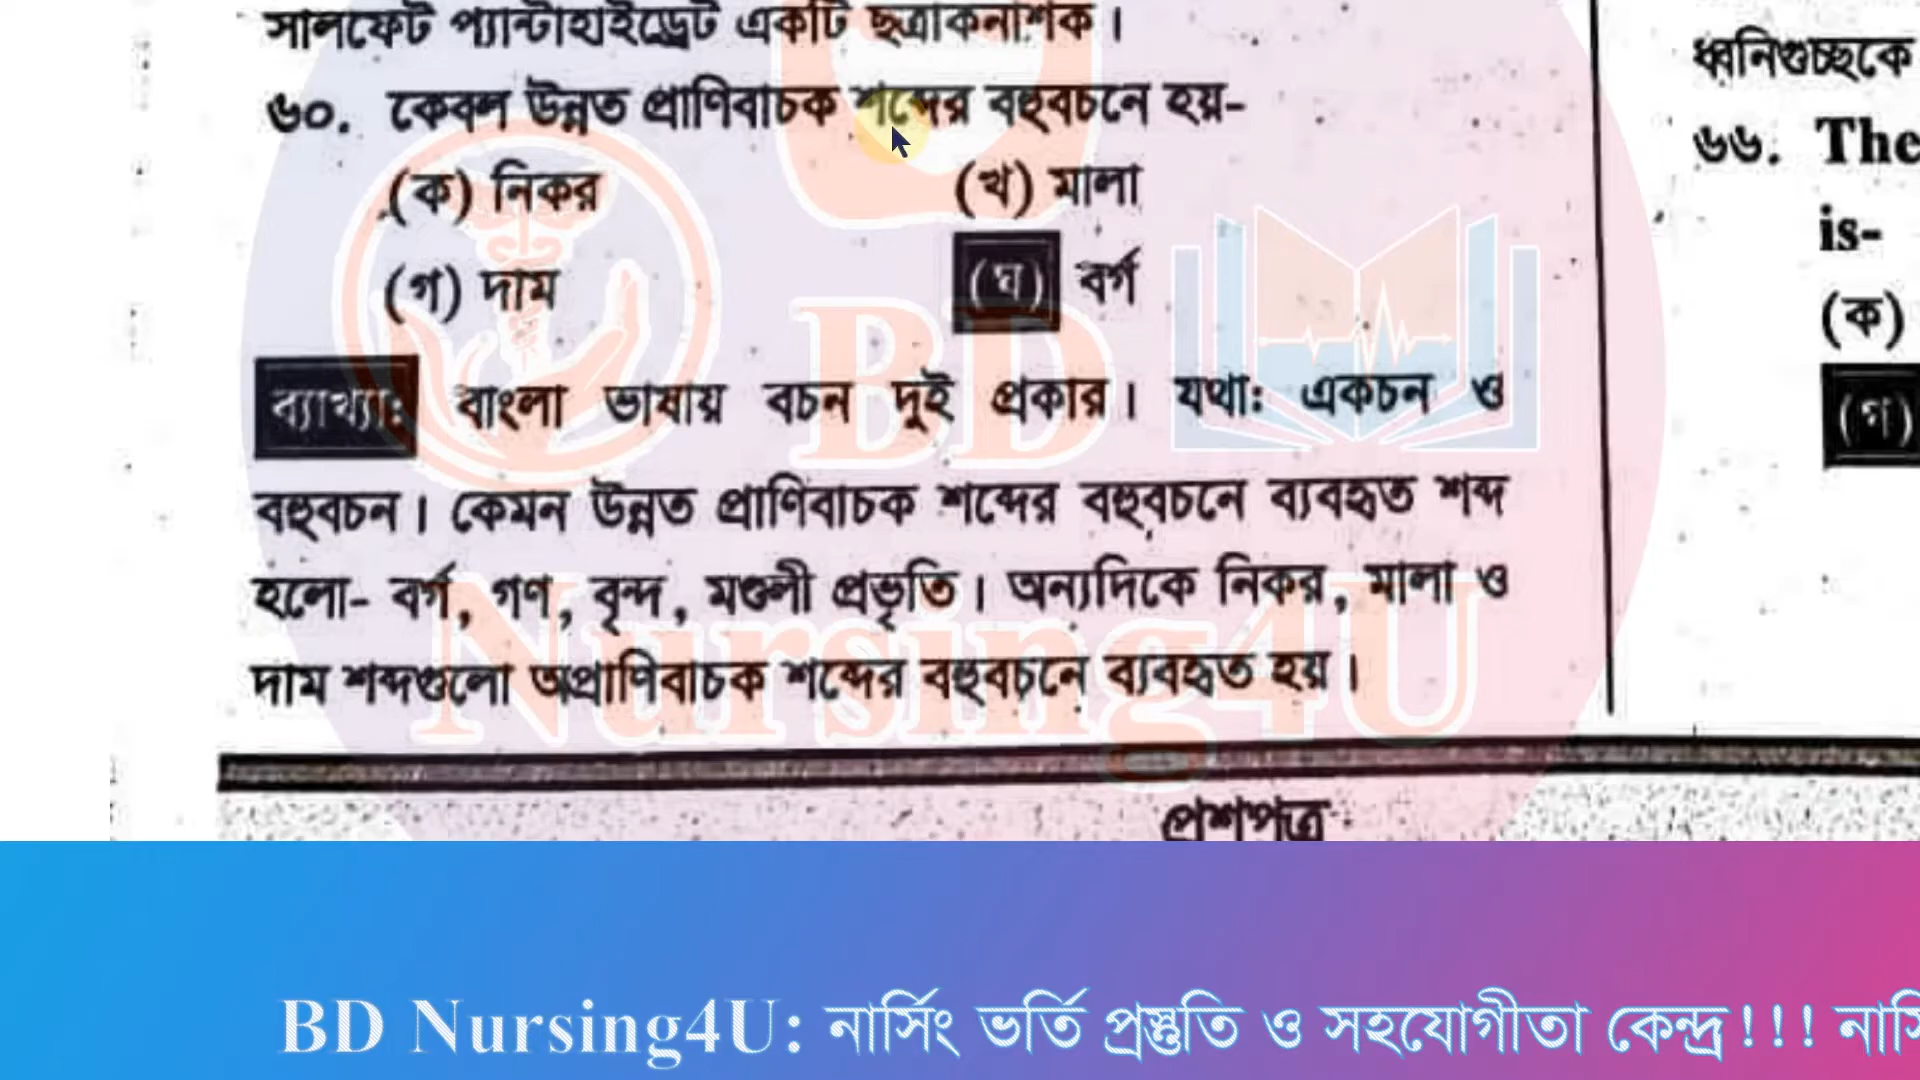 সালফেট প্যান্টাহাইড্রেট একটি ছত্রাকনাশক।
৬০. কেবল উন্নত প্রাণিবাচক শব্দের বহুবচনে হয়-
(ক) নিকর (খ) মালা
(গ) দাম (ঘ) বর্গ
ব্যাখ্যাঃ বাংলা ভাষায় বচন দুই প্রকার। যথা: একচন ও
বহুবচন। কেমন উন্নত প্রাণিবাচক শব্দের বহুবচনে ব্যবহৃত শব্দ
হলো- বর্গ, গণ, বৃন্দ, মণ্ডলী প্রভৃতি। অন্যদিকে নিকর, মালা ও
দাম শব্দগুলো অপ্রাণিবাচক শব্দের বহুবচনে ব্যবহৃত হয়।
ধ্বনিগুচ্ছকে
৬৬. The
is-
(ক)
(গ)
BD
Nursing4U
প্রশ্নপত্র
BD Nursing4U: নার্সিং ভর্তি প্রস্তুতি ও সহযোগীতা কেন্দ্র!!!